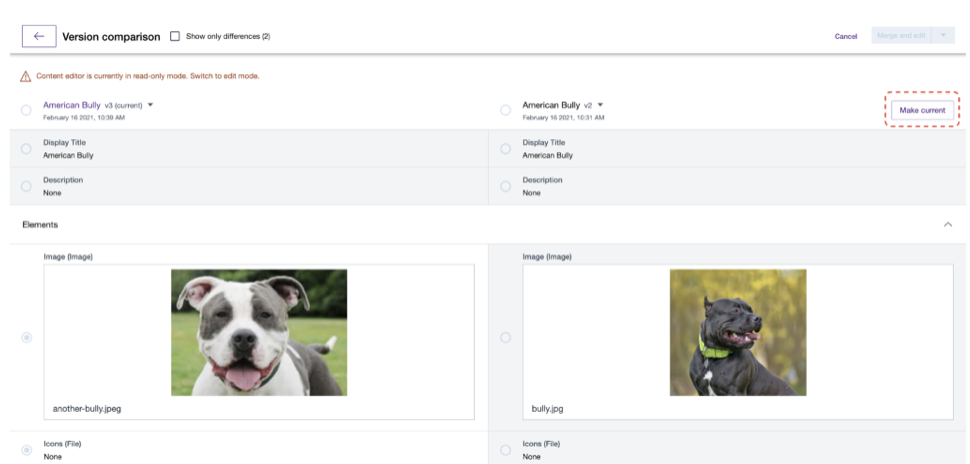 Version comparison Show only differences (2) Cancel Merge and edit
Content editor is currently in read-only mode. Switch to edit mode.
American Bully v3 (current)
February 16 2021, 10:39 AM
American Bully v2
February 16 2021, 10:31 AM
Make current
Display Title
American Bully
Display Title
American Bully
Description
None
Description
None
Elements
Image (Image)
another-bully.jpeg
Image (Image)
bully.jpg
Icons (File)
None
Icons (File)
None